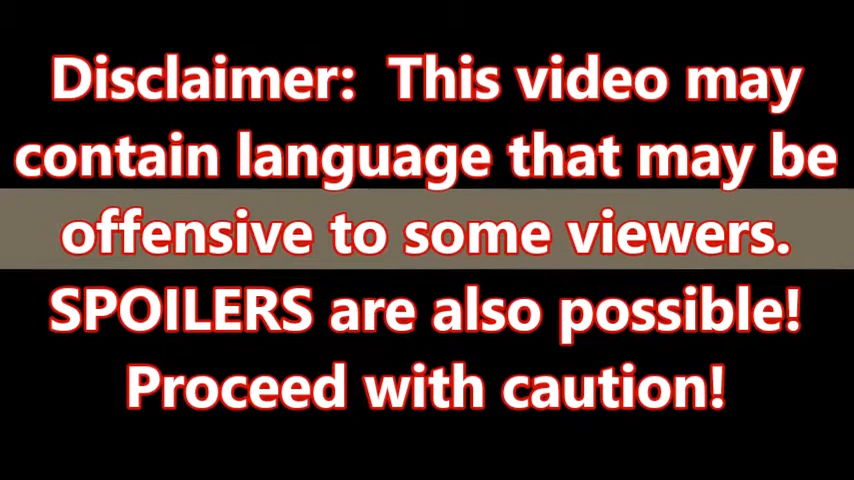 Disclaimer:  This video may
contain language that may be
offensive to some viewers.
SPOILERS are also possible!
Proceed with caution!